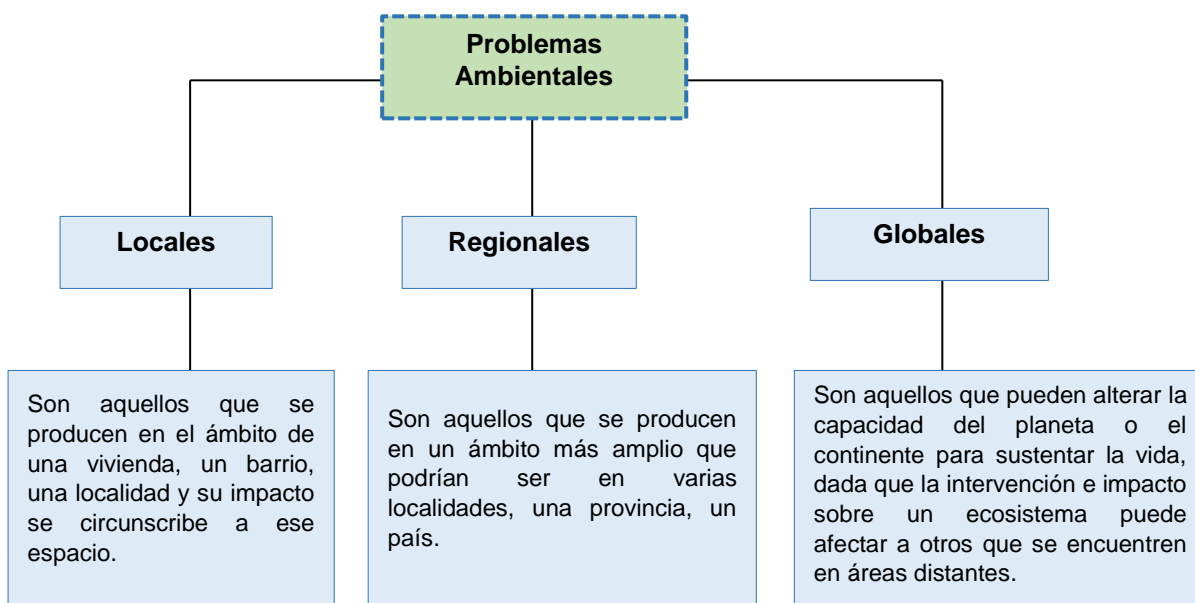 Problemas
Ambientales
Locales
Regionales
Globales
Son aquellos que se
producen en el ámbito de
una vivienda, un barrio,
una localidad y su impacto
se circunscribe a ese
espacio.
Son aquellos que se producen
en un ámbito más amplio que
podrían ser en varias
localidades, una provincia, un
país.
Son aquellos que pueden alterar la
capacidad del planeta o el
continente para sustentar la vida,
dada que la intervención e impacto
sobre un ecosistema puede
afectar a otros que se encuentren
en áreas distantes.